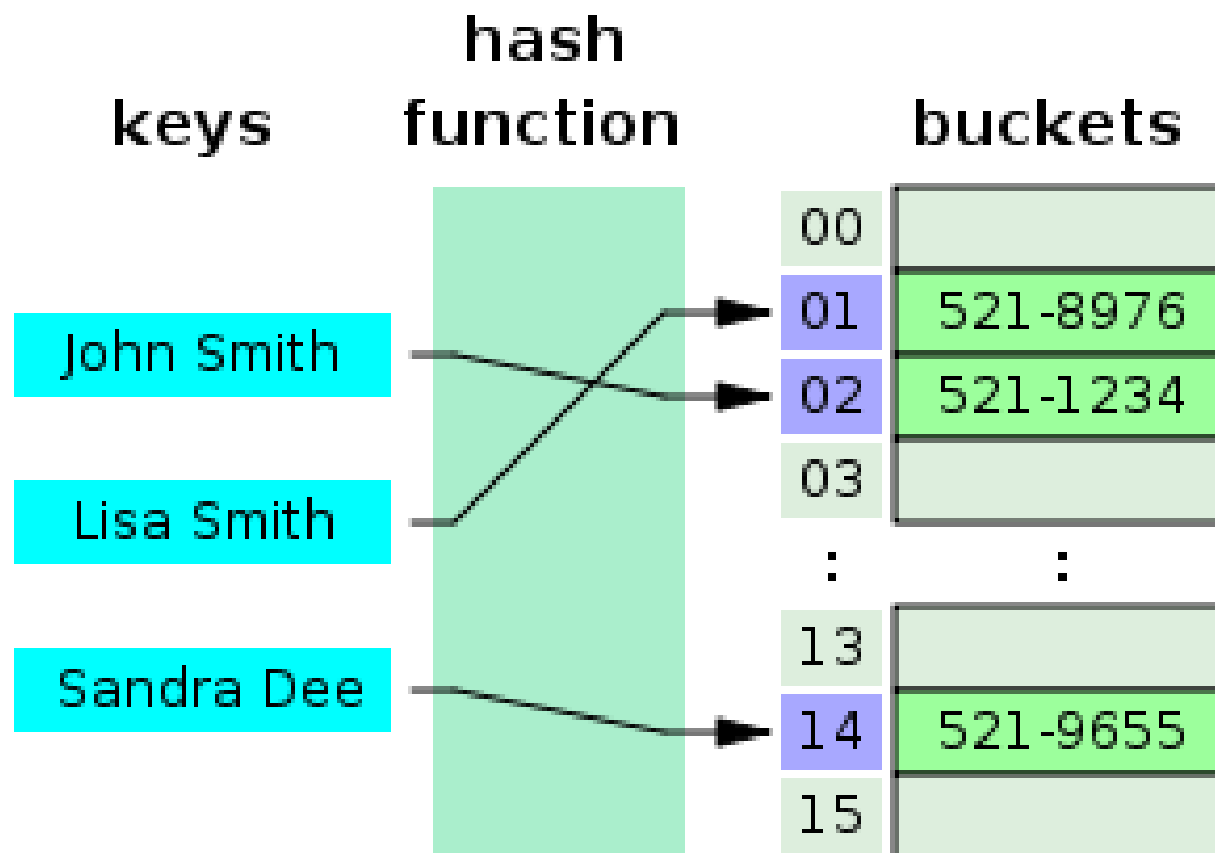 hash
keys function buckets
00
01 521-8976
John Smith
02 521-1234
03
Lisa Smith
: :
13
Sandra Dee
14 521-9655
15